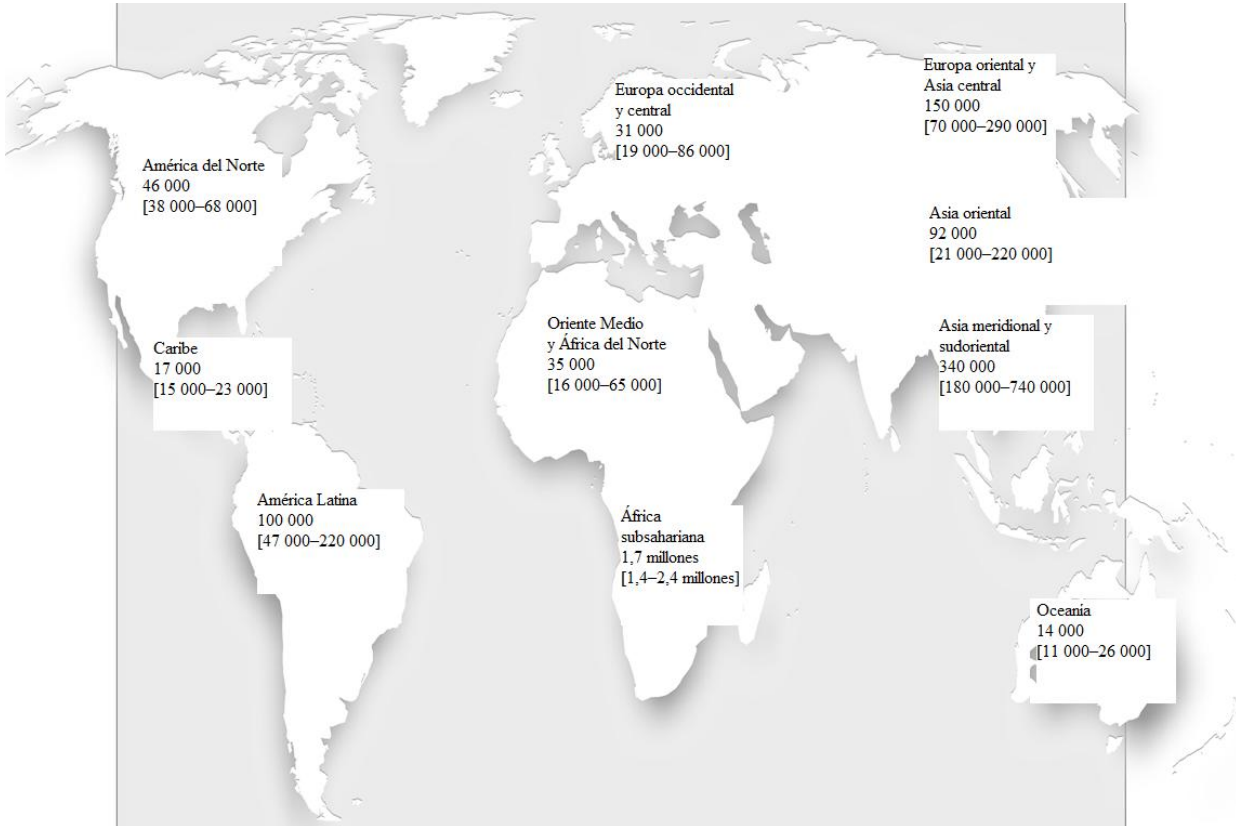 Europa oriental y
Asia central
150 000
[70 000–290 000]
Europa occidental
y central
31 000
[19 000–86 000]
América del Norte
46 000
[38 000–68 000]
Asia oriental
92 000
[21 000–220 000]
Oriente Medio
y África del Norte
35 000
[16 000–65 000]
Asia meridional y
sudoriental
340 000
[180 000–740 000]
Caribe
17 000
[15 000–23 000]
América Latina
100 000
[47 000–220 000]
África
subsahariana
1,7 millones
[1,4–2,4 millones]
Oceanía
14 000
[11 000–26 000]